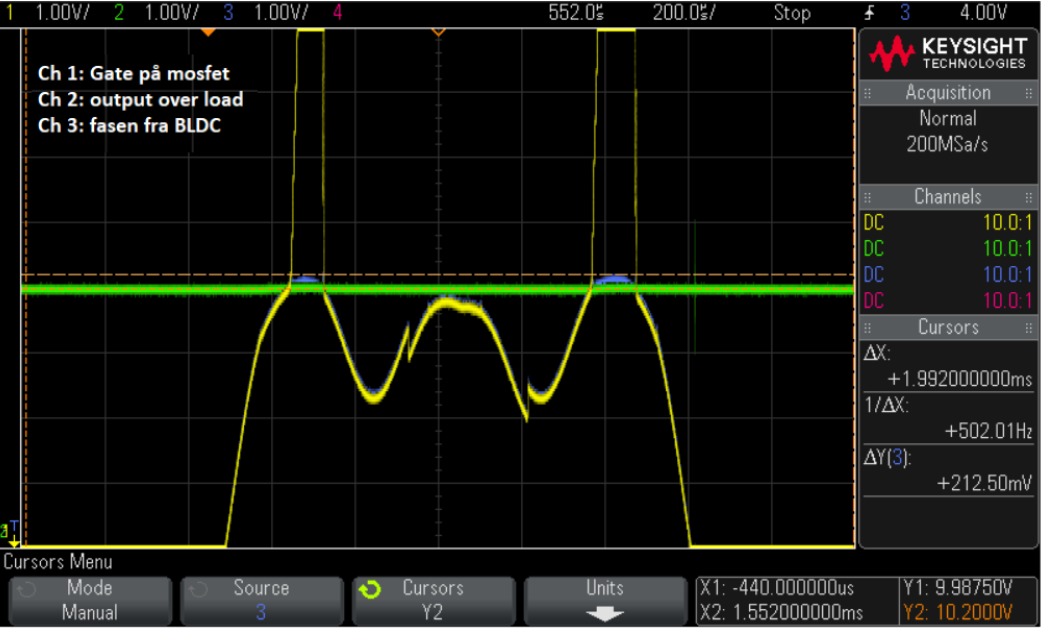 1 1.00V/ 2 1.00V/ 3 1.00V/ 4 552.0us 200.0us/ Stop 3 4.00V
KEYSIGHT
TECHNOLOGIES
Ch 1: Gate på mosfet
Ch 2: output over load
Ch 3: fasen fra BLDC
Acquisition
Normal
200MSa/s
Channels
DC 10.0:1
DC 10.0:1
DC 10.0:1
DC 10.0:1
Cursors
ΔX:
+1.992000000ms
1/ΔX:
+502.01Hz
ΔY(3):
+212.50mV
Cursors Menu
Mode
Manual
Source
3
Cursors
Y2
Units
X1: -440.000000us
X2: 1.552000000ms
Y1: 9.98750V
Y2: 10.2000V